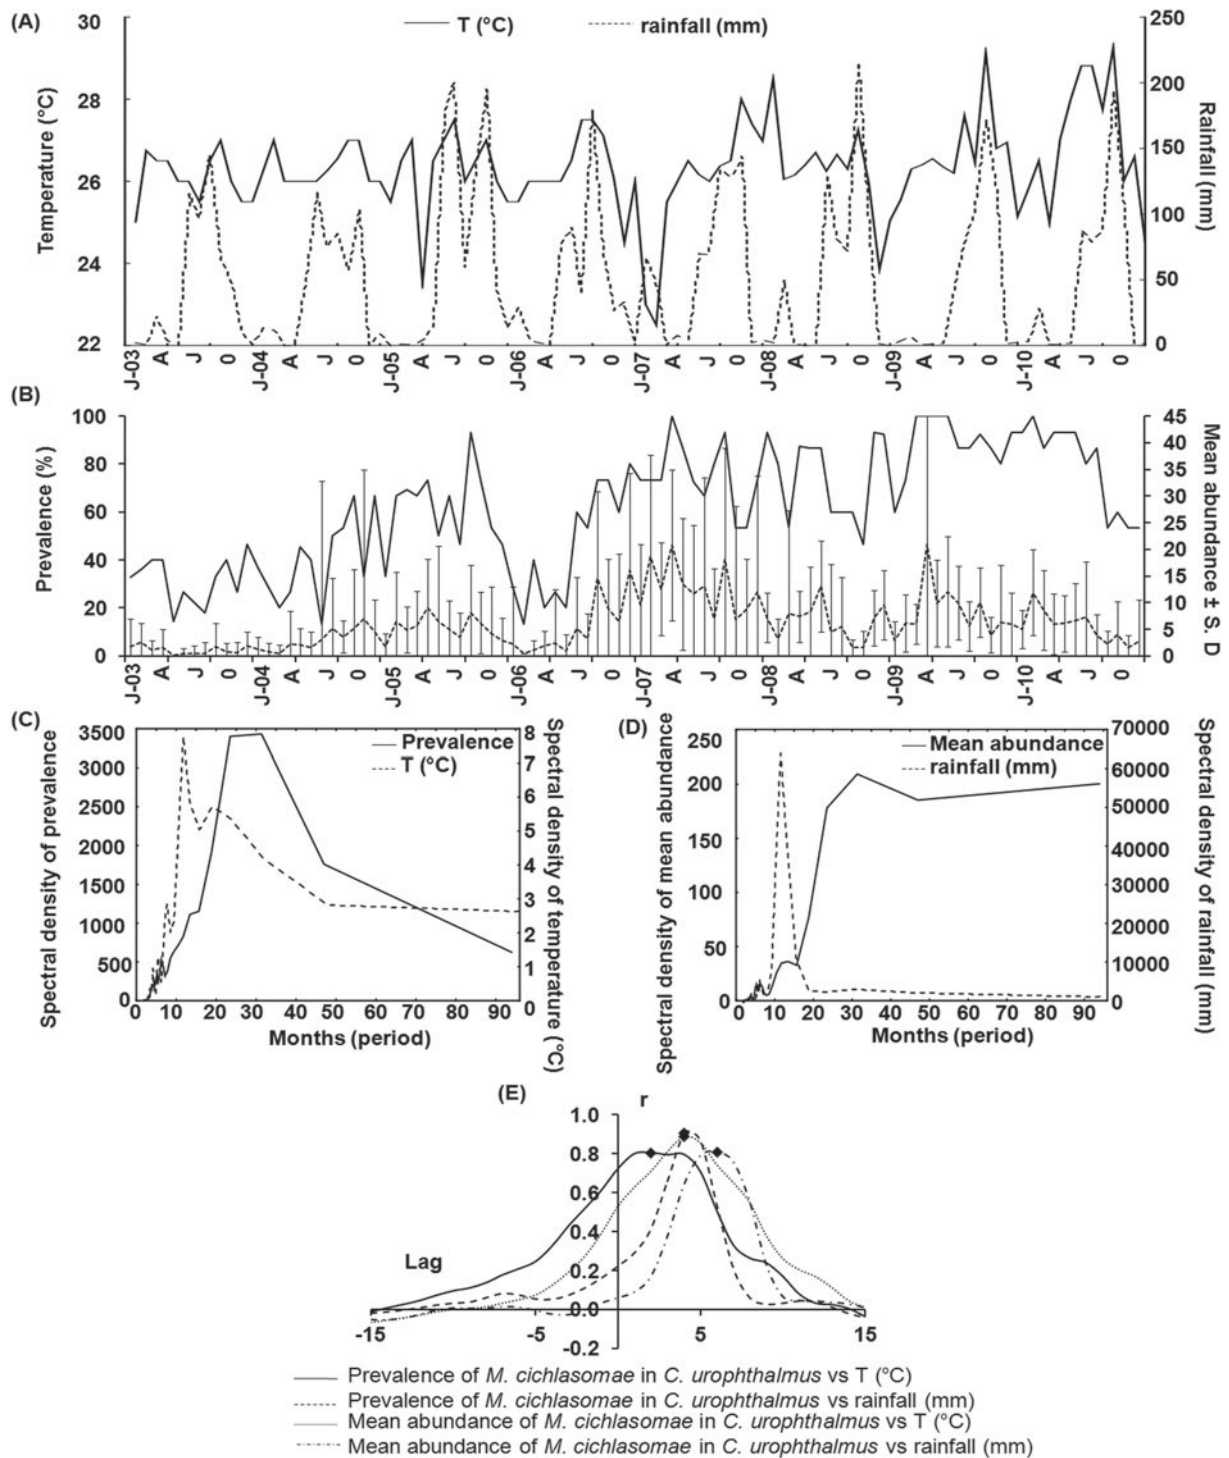 (A)
T (°C)
rainfall (mm)
30
28
26
24
22
Temperature (°C)
250
200
150
100
50
0
Rainfall (mm)
J-03 A J O J-04 A J O J-05 A J O J-06 A J O J-07 A J O J-08 A J O J-09 A J O J-10 A J O
(B)
100
80
60
40
20
0
Prevalence (%)
45
40
35
30
25
20
15
10
5
0
Mean abundance ± S. D
J-03 A J O J-04 A J O J-05 A J O J-06 A J O J-07 A J O J-08 A J O J-09 A J O J-10 A J O
(C)
Prevalence
T (°C)
3500
3000
2500
2000
1500
1000
500
0
Spectral density of prevalence
8
7
6
5
4
3
2
1
0
Spectral density of temperature (°C)
0 10 20 30 40 50 60 70 80 90
Months (period)
(D)
Mean abundance
rainfall (mm)
250
200
150
100
50
0
Spectral density of mean abundance
70000
60000
50000
40000
30000
20000
10000
0
Spectral density of rainfall (mm)
0 10 20 30 40 50 60 70 80 90
Months (period)
(E)
r
1.0
0.8
0.6
0.4
0.2
0.0
-0.2
Lag
-15 -5 5 15
Prevalence of M. cichlasomae in C. urophthalmus vs T (°C)
Prevalence of M. cichlasomae in C. urophthalmus vs rainfall (mm)
Mean abundance of M. cichlasomae in C. urophthalmus vs T (°C)
Mean abundance of M. cichlasomae in C. urophthalmus vs rainfall (mm)